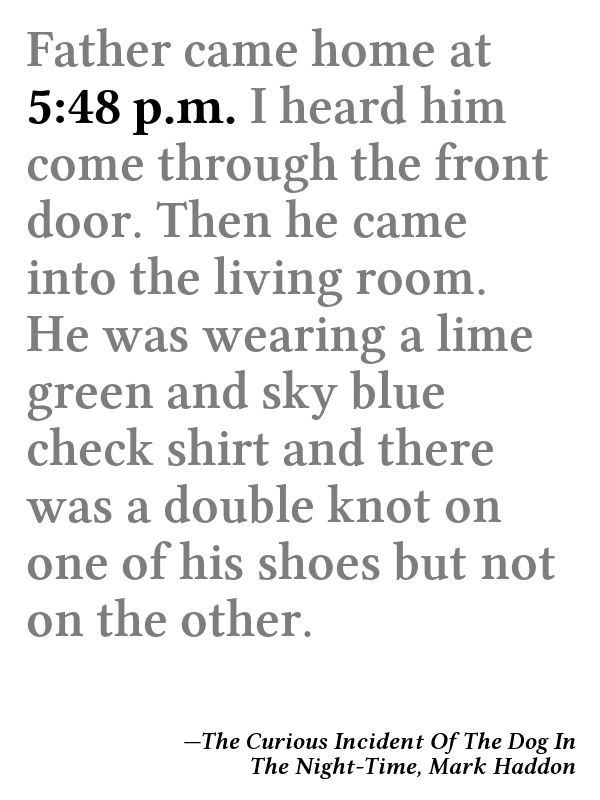 Father came home at
5:48 p.m. I heard him
come through the front
door. Then he came
into the living room.
He was wearing a lime
green and sky blue
check shirt and there
was a double knot on
one of his shoes but not
on the other.
—The Curious Incident Of The Dog In
The Night-Time, Mark Haddon